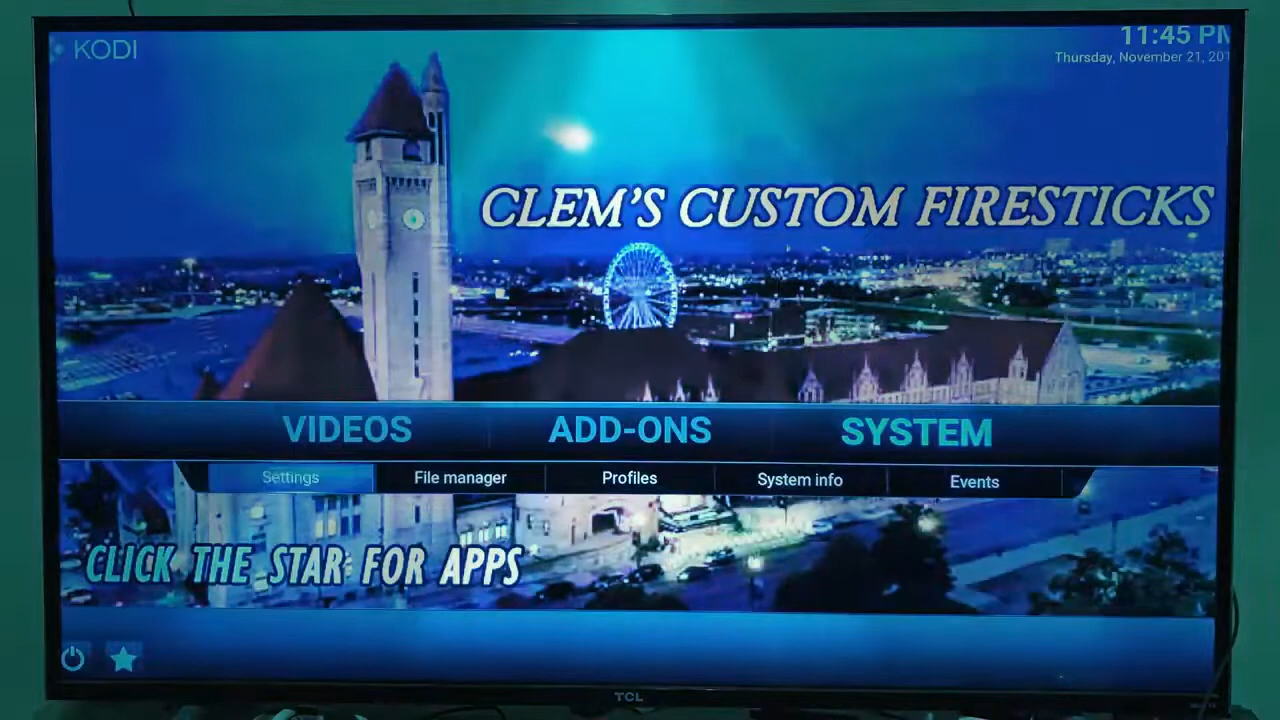 KODI
11:45 PM
Thursday, November 21, 201
CLEM'S CUSTOM FIRESTICKS
VIDEOS ADD-ONS SYSTEM
Settings File manager Profiles System info Events
CLICK THE STAR FOR APPS
TCL